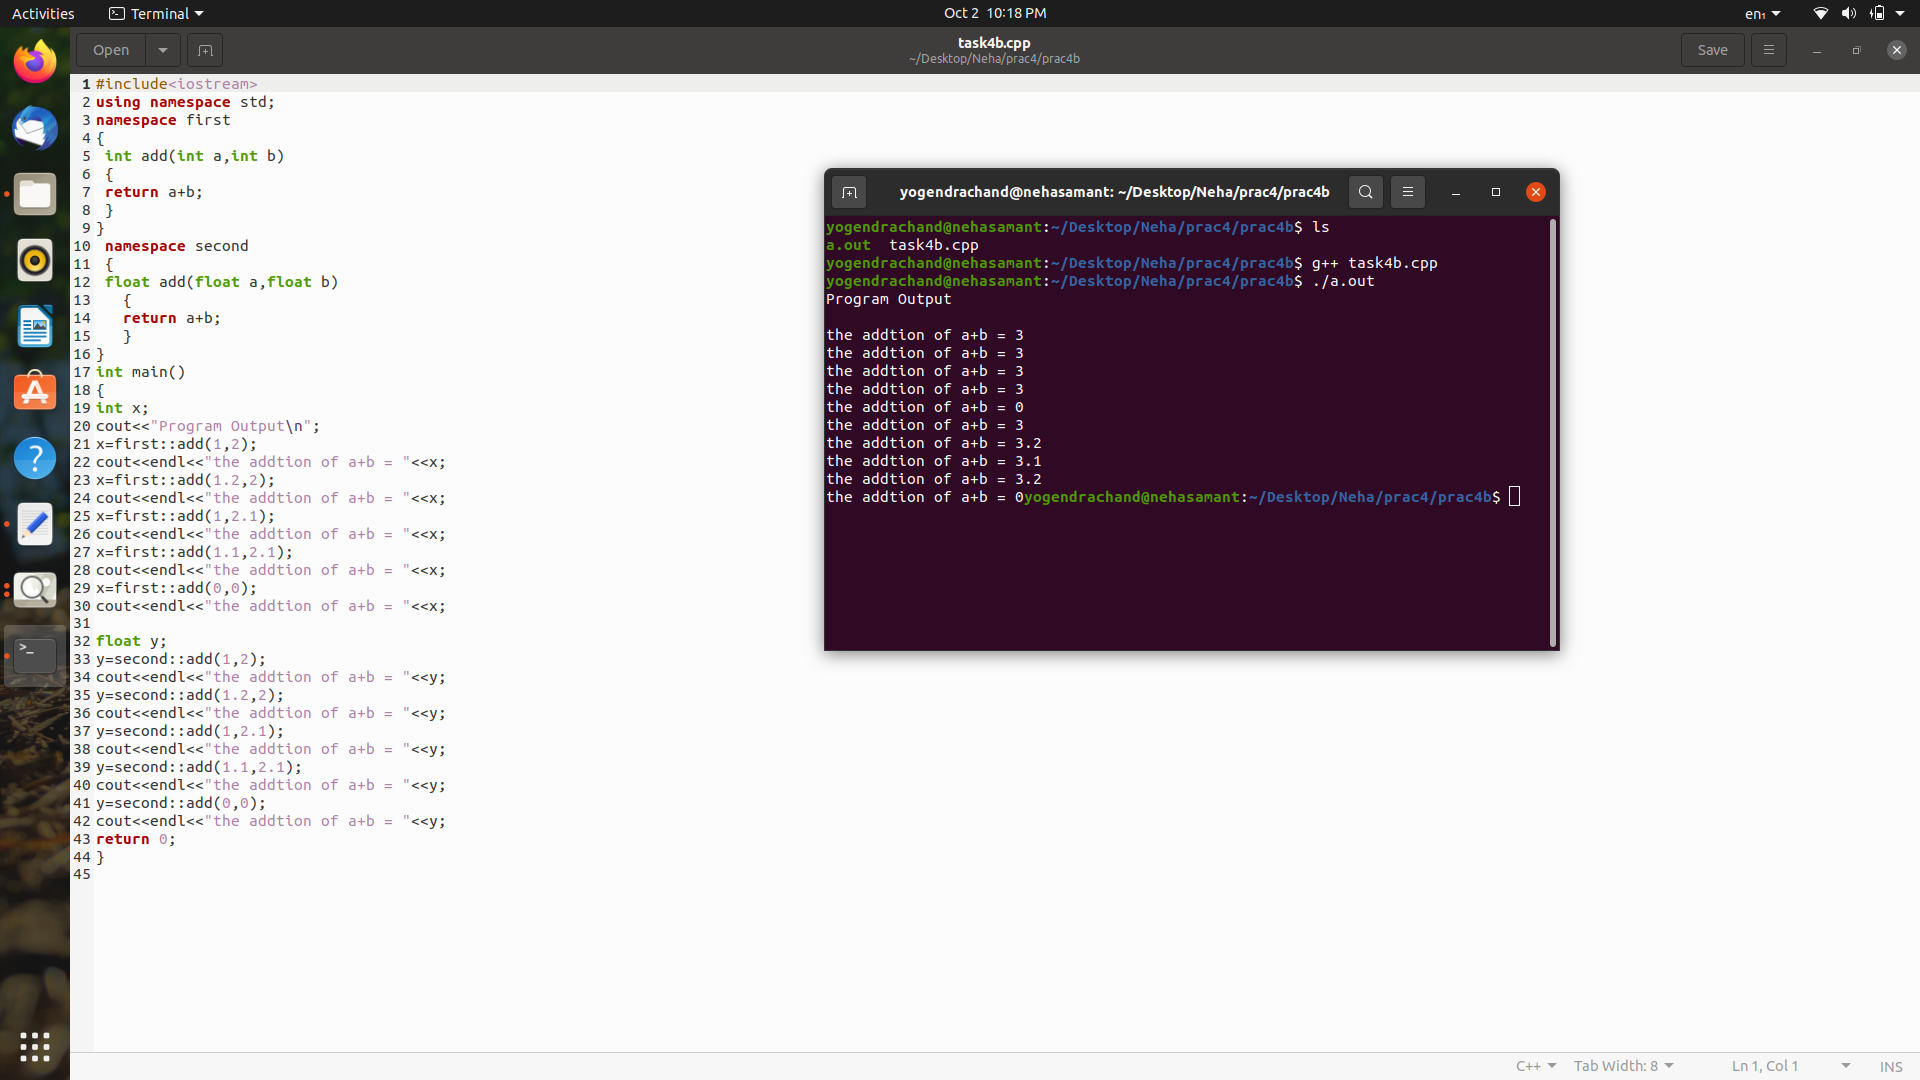 Activities Terminal Oct 2 10:18 PM en₁
Open task4b.cpp Save
~/Desktop/Neha/prac4/prac4b
1 #include<iostream>
2 using namespace std;
3 namespace first
4 {
5  int add(int a,int b)
6  {
7  return a+b;
8  }
9 }
10  namespace second
11  {
12  float add(float a,float b)
13    {
14    return a+b;
15    }
16 }
17 int main()
18 {
19 int x;
20 cout<<"Program Output\n";
21 x=first::add(1,2);
22 cout<<endl<<"the addtion of a+b = "<<x;
23 x=first::add(1.2,2);
24 cout<<endl<<"the addtion of a+b = "<<x;
25 x=first::add(1,2.1);
26 cout<<endl<<"the addtion of a+b = "<<x;
27 x=first::add(1.1,2.1);
28 cout<<endl<<"the addtion of a+b = "<<x;
29 x=first::add(0,0);
30 cout<<endl<<"the addtion of a+b = "<<x;
31
32 float y;
33 y=second::add(1,2);
34 cout<<endl<<"the addtion of a+b = "<<y;
35 y=second::add(1.2,2);
36 cout<<endl<<"the addtion of a+b = "<<y;
37 y=second::add(1,2.1);
38 cout<<endl<<"the addtion of a+b = "<<y;
39 y=second::add(1.1,2.1);
40 cout<<endl<<"the addtion of a+b = "<<y;
41 y=second::add(0,0);
42 cout<<endl<<"the addtion of a+b = "<<y;
43 return 0;
44 }
45
yogendrachand@nehasamant: ~/Desktop/Neha/prac4/prac4b
yogendrachand@nehasamant:~/Desktop/Neha/prac4/prac4b$ ls
a.out  task4b.cpp
yogendrachand@nehasamant:~/Desktop/Neha/prac4/prac4b$ g++ task4b.cpp
yogendrachand@nehasamant:~/Desktop/Neha/prac4/prac4b$ ./a.out
Program Output
the addtion of a+b = 3
the addtion of a+b = 3
the addtion of a+b = 3
the addtion of a+b = 3
the addtion of a+b = 0
the addtion of a+b = 3
the addtion of a+b = 3.2
the addtion of a+b = 3.1
the addtion of a+b = 3.2
the addtion of a+b = 0yogendrachand@nehasamant:~/Desktop/Neha/prac4/prac4b$
C++ Tab Width: 8 Ln 1, Col 1 INS